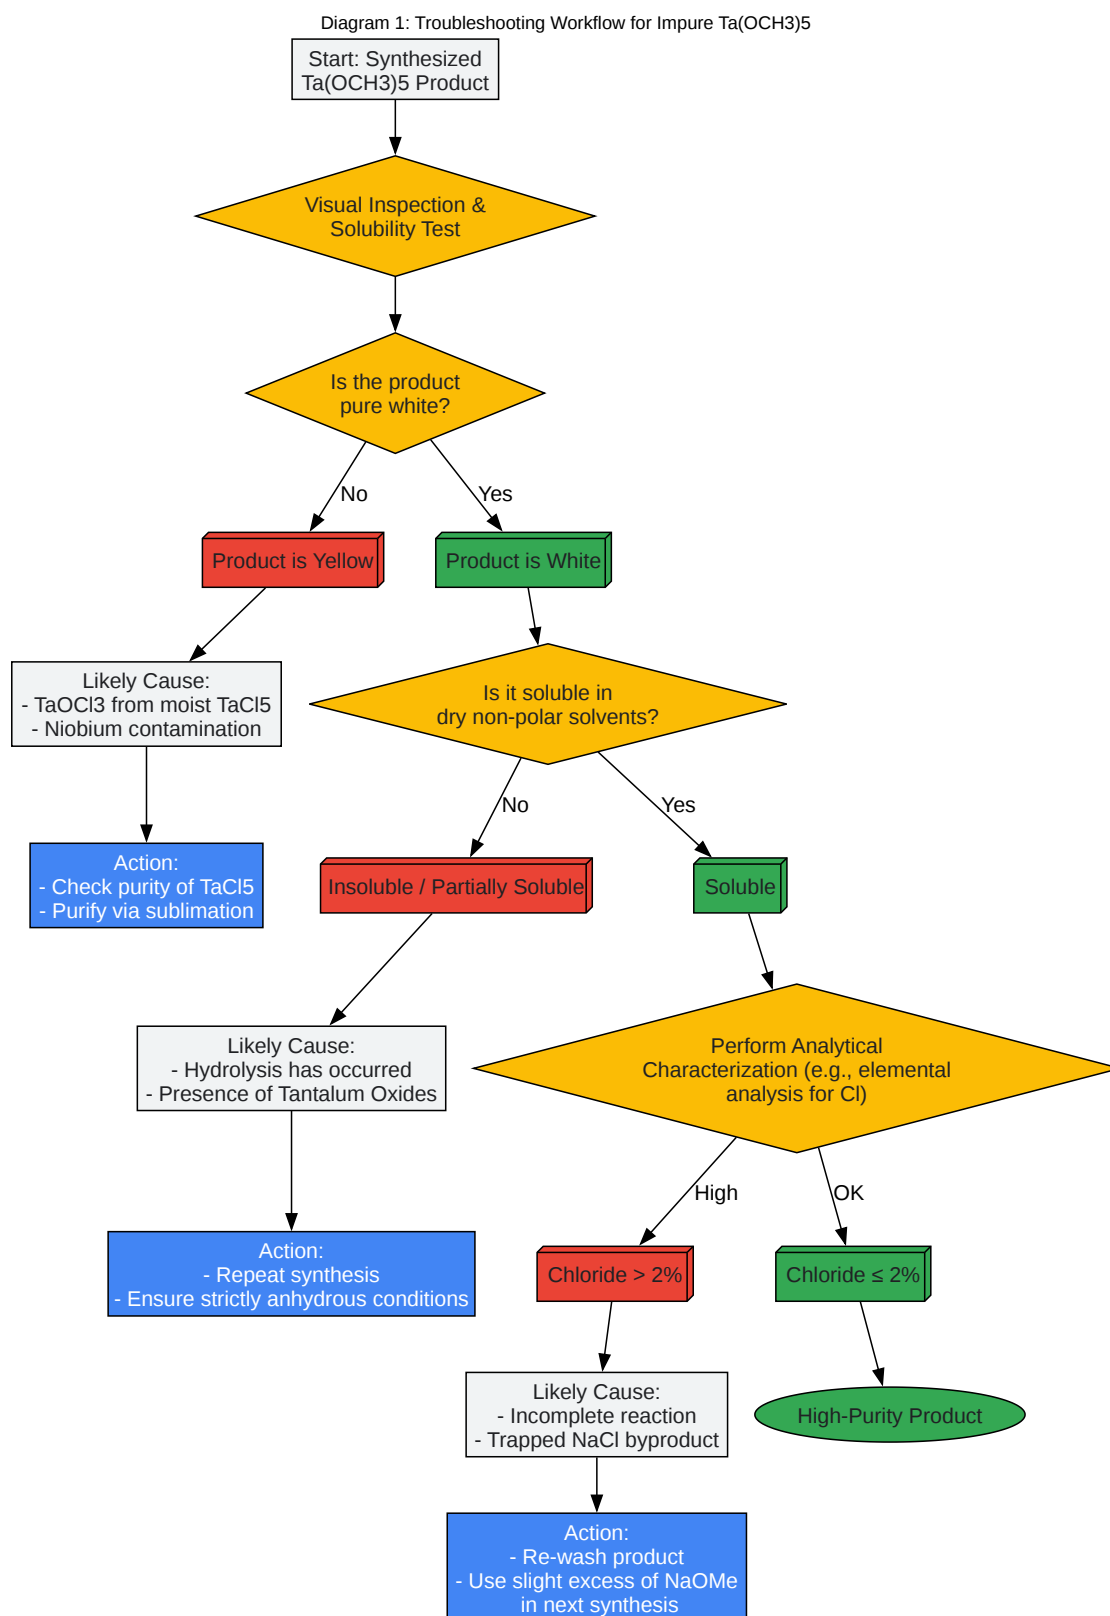 Diagram 1: Troubleshooting Workflow for Impure Ta(OCH3)5
Start: Synthesized
Ta(OCH3)5 Product
Visual Inspection &
Solubility Test
Is the product
pure white?
No
Yes
Product is Yellow
Product is White
Likely Cause:
- TaOCl3 from moist TaCl5
- Niobium contamination
Is it soluble in
dry non-polar solvents?
No
Yes
Action:
- Check purity of TaCl5
- Purify via sublimation
Insoluble / Partially Soluble
Soluble
Likely Cause:
- Hydrolysis has occurred
- Presence of Tantalum Oxides
Perform Analytical
Characterization (e.g., elemental
analysis for Cl)
High
OK
Action:
- Repeat synthesis
- Ensure strictly anhydrous conditions
Chloride > 2%
Chloride ≤ 2%
Likely Cause:
- Incomplete reaction
- Trapped NaCl byproduct
High-Purity Product
Action:
- Re-wash product
- Use slight excess of NaOMe
in next synthesis